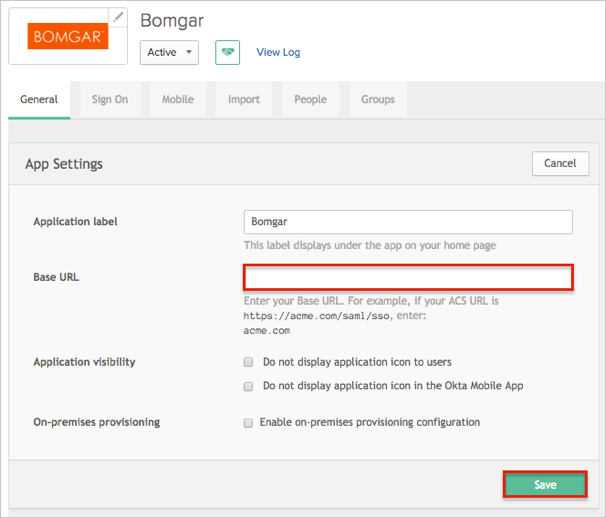 BOMGAR
Bomgar
Active
View Log
General
Sign On
Mobile
Import
People
Groups
App Settings
Cancel
Application label
Bomgar
This label displays under the app on your home page
Base URL
Enter your Base URL. For example, if your ACS URL is
https://acme.com/saml/sso, enter:
acme.com
Application visibility
Do not display application icon to users
Do not display application icon in the Okta Mobile App
On-premises provisioning
Enable on-premises provisioning configuration
Save